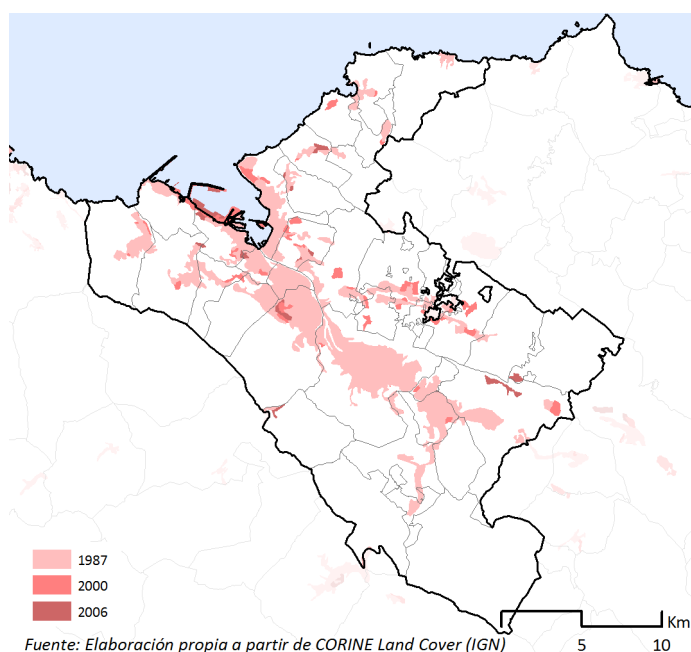 1987
2000
2006
Km
5 10
Fuente: Elaboración propia a partir de CORINE Land Cover (IGN)